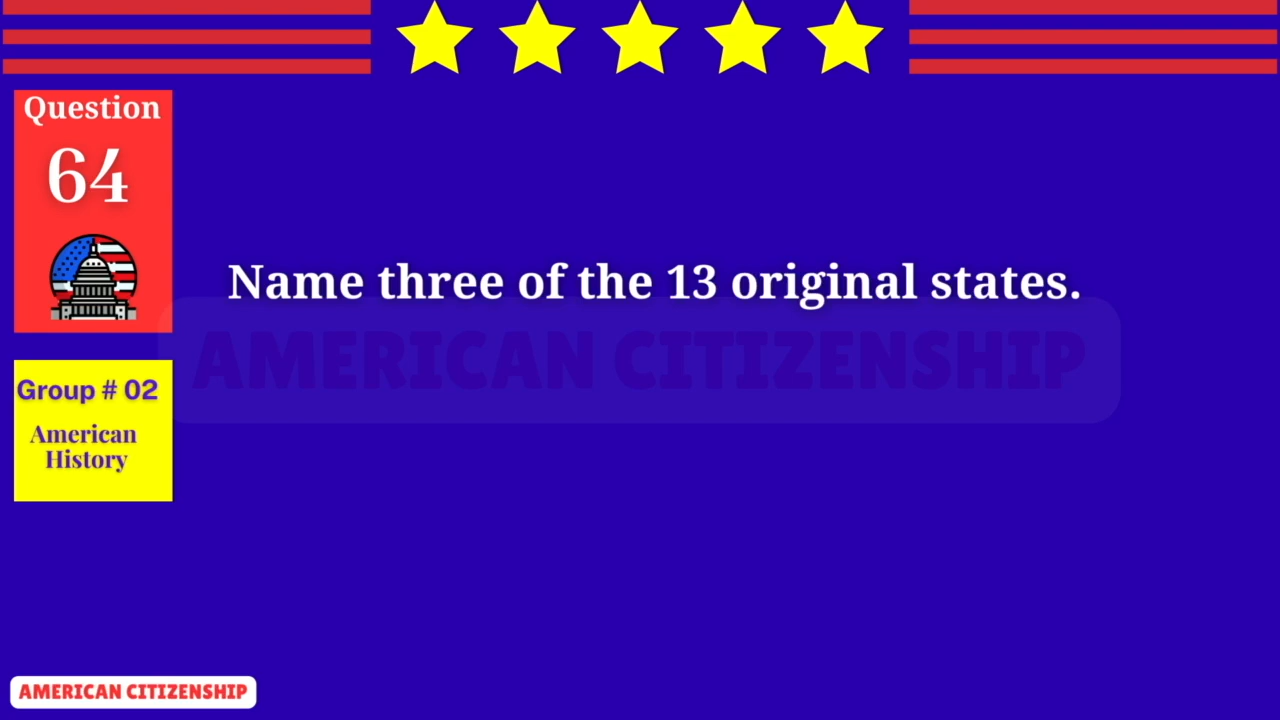 Question
64
Name three of the 13 original states.
AMERICAN CITIZENSHIP
Group # 02
American
History
AMERICAN CITIZENSHIP